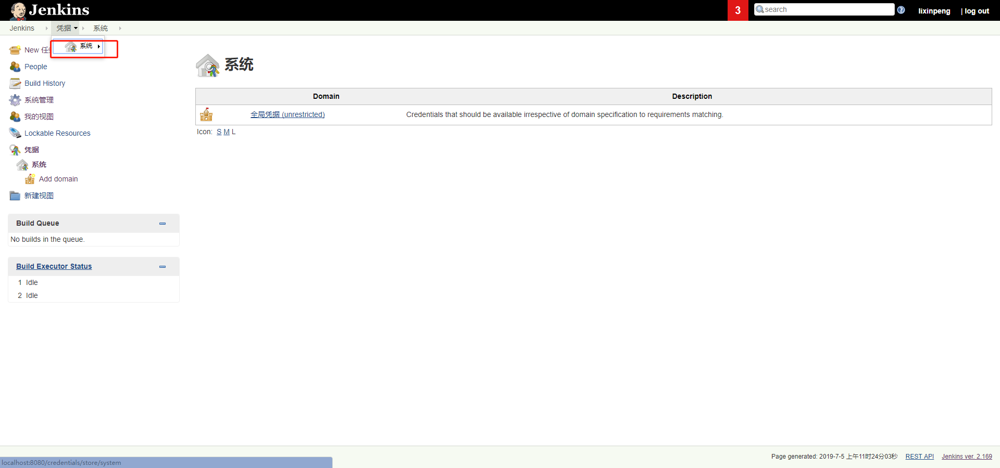 Jenkins
3
search
lixinpeng
| log out
Jenkins
凭据
系统
系统
New 任
People
Build History
系统管理
我的视图
Lockable Resources
凭据
系统
Add domain
新建视图
Build Queue
No builds in the queue.
Build Executor Status
1 Idle
2 Idle
系统
Domain Description
全局凭据 (unrestricted) Credentials that should be available irrespective of domain specification to requirements matching.
Icon: S M L
Page generated: 2019-7-5 上午11时24分03秒 REST API Jenkins ver. 2.169
localhost:8080/credentials/store/system